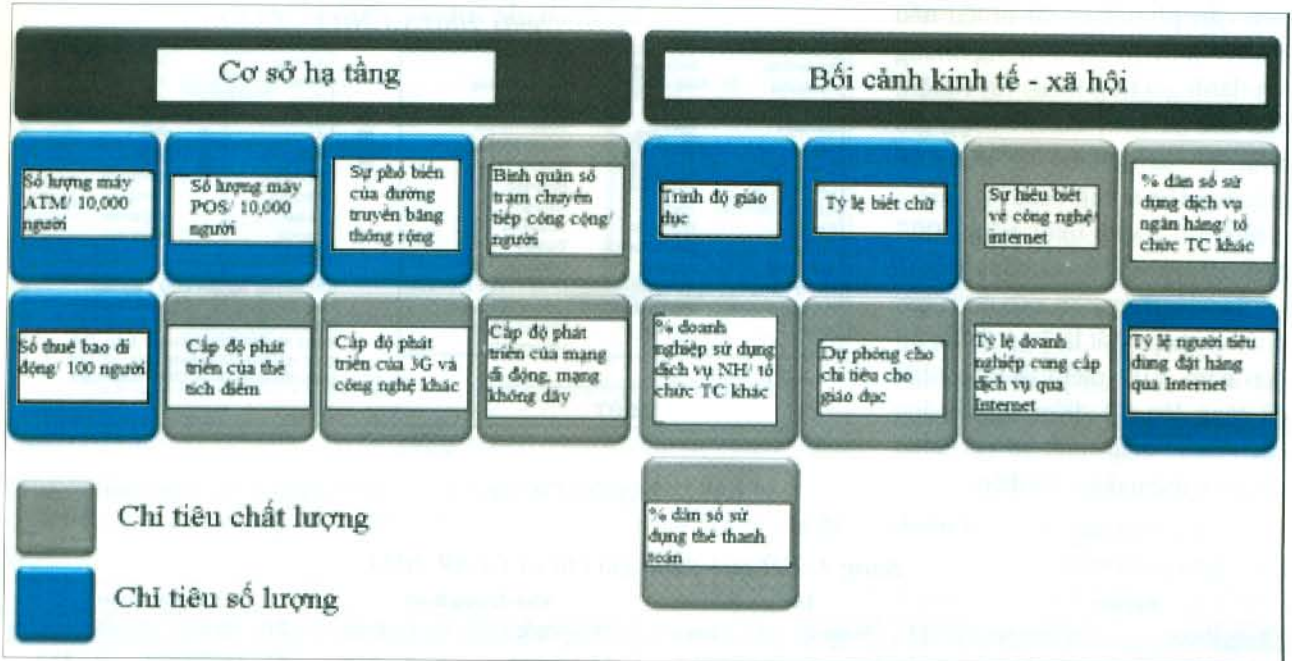 Cơ sở hạ tầng
Bối cảnh kinh tế - xã hội
Số lượng máy
ATM/ 10,000
người
Số lượng máy
POS/ 10,000
người
Sự phổ biến
của đường
truyền băng
thông rộng
Bình quân số
trạm chuyển
tiếp công cộng/
người
Trình độ giáo
dục
Tỷ lệ biết chữ
Sự hiểu biết
về công nghệ/
internet
% dân số sử
dụng dịch vụ
ngân hàng/ tổ
chức TC khác
Số thuê bao di
động/ 100 người
Cấp độ phát
triển của thẻ
tích điểm
Cấp độ phát
triển của 3G và
công nghệ khác
Cấp độ phát
triển của mạng
di động, mạng
không dây
% doanh
nghiệp sử dụng
dịch vụ NH/ tổ
chức TC khác
Dự phòng cho
chi tiêu cho
giáo dục
Tỷ lệ doanh
nghiệp cung cấp
dịch vụ qua
Internet
Tỷ lệ người tiêu
dùng đặt hàng
qua Internet
% dân số sử
dụng thẻ thanh
toán
Chỉ tiêu chất lượng
Chỉ tiêu số lượng